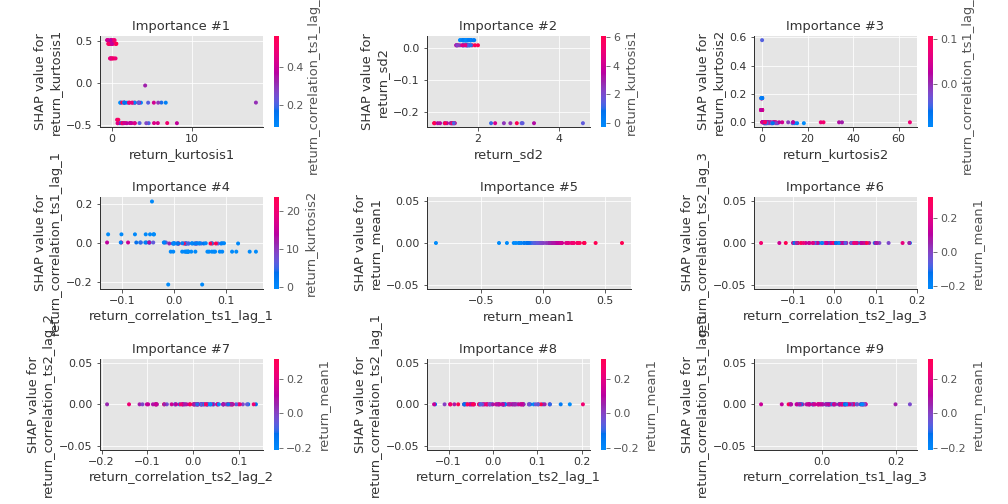 Importance #1
SHAP value for
return_kurtosis1
0.5
0.0
−0.5
0
10
return_kurtosis1
0.4
0.2
return_correlation_ts1_lag_
Importance #2
SHAP value for
return_sd2
0.0
−0.1
−0.2
2
4
return_sd2
6
4
2
0
return_kurtosis1
Importance #3
SHAP value for
return_kurtosis2
0.6
0.4
0.2
0.0
0
20
40
60
return_kurtosis2
0.1
0.0
return_correlation_ts1_lag_
Importance #4
SHAP value for
return_correlation_ts1_lag_1
0.2
0.0
−0.2
−0.1
0.0
0.1
return_correlation_ts1_lag_1
20
10
0
return_kurtosis2
Importance #5
SHAP value for
return_mean1
0.05
0.00
−0.05
−0.5
0.0
0.5
return_mean1
Importance #6
SHAP value for
return_correlation_ts2_lag_3
0.05
0.00
−0.05
−0.1
0.0
0.1
0.2
return_correlation_ts2_lag_3
0.2
0.0
−0.2
return_mean1
Importance #7
SHAP value for
return_correlation_ts2_lag_2
0.05
0.00
−0.05
−0.2
−0.1
0.0
0.1
return_correlation_ts2_lag_2
0.2
0.0
−0.2
return_mean1
Importance #8
SHAP value for
return_correlation_ts2_lag_1
0.05
0.00
−0.05
−0.1
0.0
0.1
0.2
return_correlation_ts2_lag_1
0.2
0.0
−0.2
return_mean1
Importance #9
SHAP value for
return_correlation_ts1_lag_3
0.05
0.00
−0.05
0.0
0.2
return_correlation_ts1_lag_3
0.2
0.0
−0.2
return_mean1